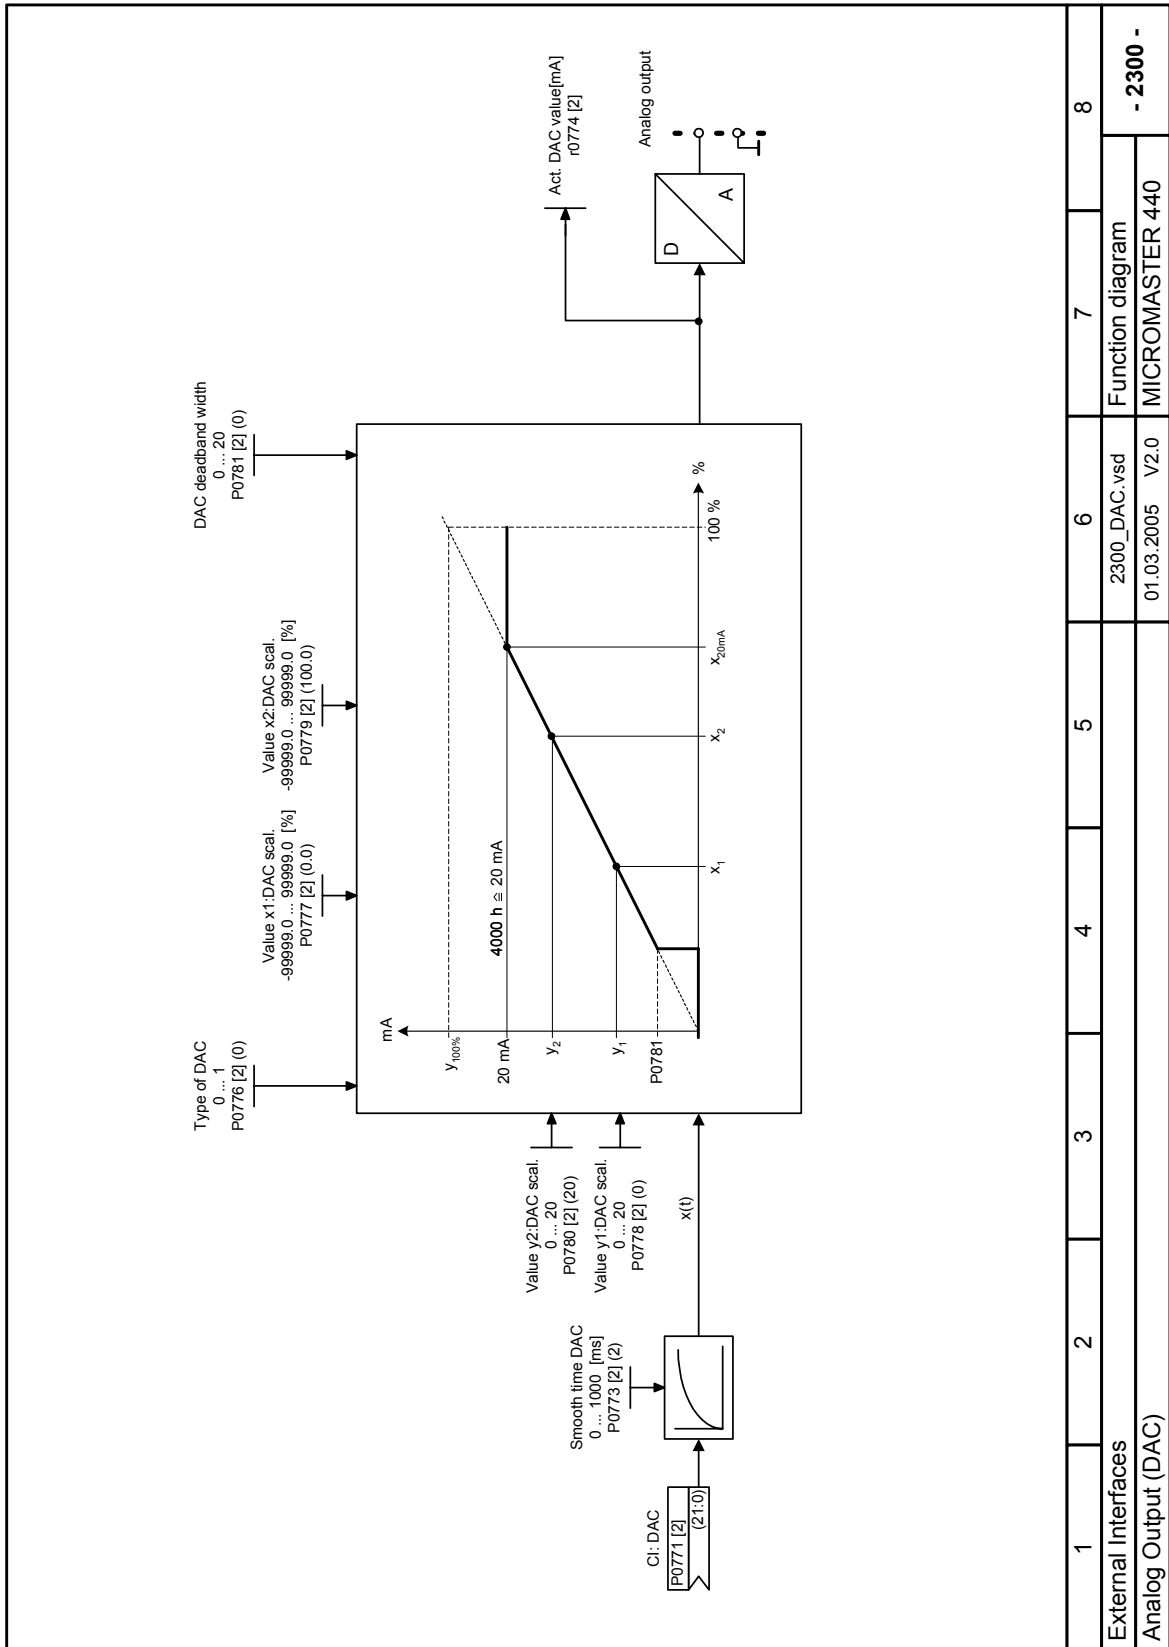 CI: DAC
P0771 [2]
(21:0)
Smooth time DAC
0 ... 1000 [ms]
P0773 [2] (2)
x(t)
Value y2:DAC scal.
0 ... 20
P0780 [2] (20)
Value y1:DAC scal.
0 ... 20
P0778 [2] (0)
Type of DAC
0 ... 1
P0776 [2] (0)
Value x1:DAC scal.
-99999.0 ... 99999.0 [%]
P0777 [2] (0.0)
Value x2:DAC scal.
-99999.0 ... 99999.0 [%]
P0779 [2] (100.0)
DAC deadband width
0 ... 20
P0781 [2] (0)
mA
y100%
20 mA
y2
y1
P0781
4000 h ≙ 20 mA
x1
x2
x20mA
100 %
%
Act. DAC value[mA]
r0774 [2]
D
A
Analog output
1 2 3 4 5 6 7 8
External Interfaces
2300_DAC.vsd
Function diagram
- 2300 -
Analog Output (DAC)
01.03.2005 V2.0
MICROMASTER 440